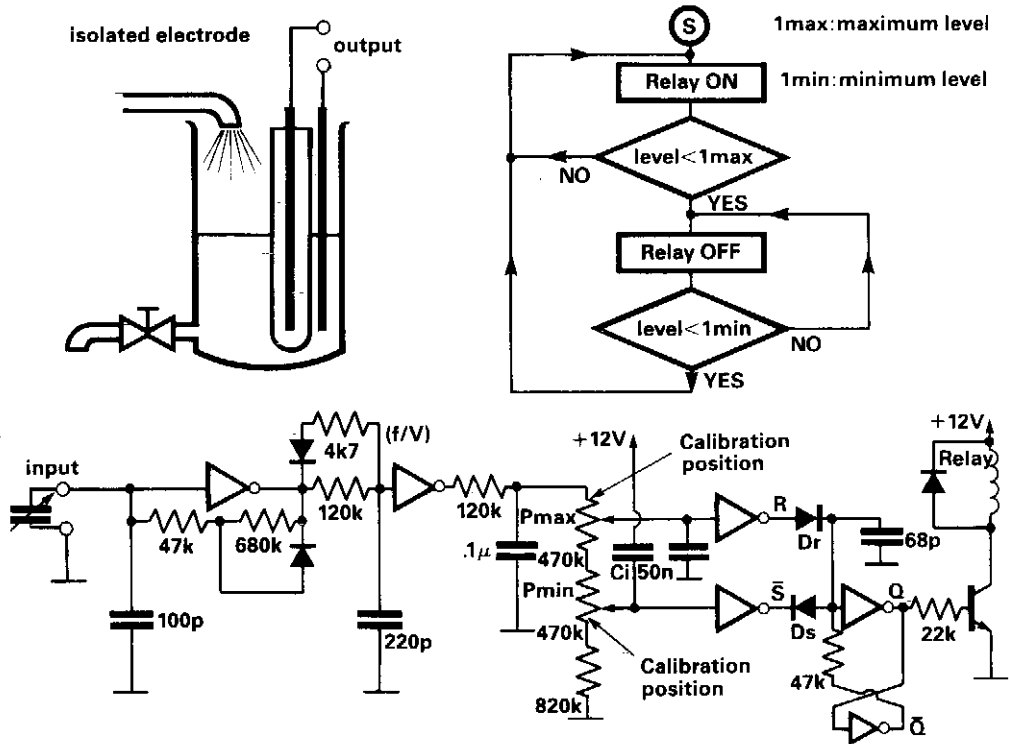 isolated electrode
output
S
1max:maximum level
Relay ON
1min:minimum level
level<1max
NO
YES
Relay OFF
level<1min
NO
YES
input
4k7
(f/V)
120k
47k
680k
100p
220p
120k
.1μ
+12V
Calibration
position
Pmax
470k
Pmin
470k
820k
Ci 50n
Calibration
position
R
Dr
68p
S̄
Ds
Q
47k
22k
Q̄
+12V
Relay